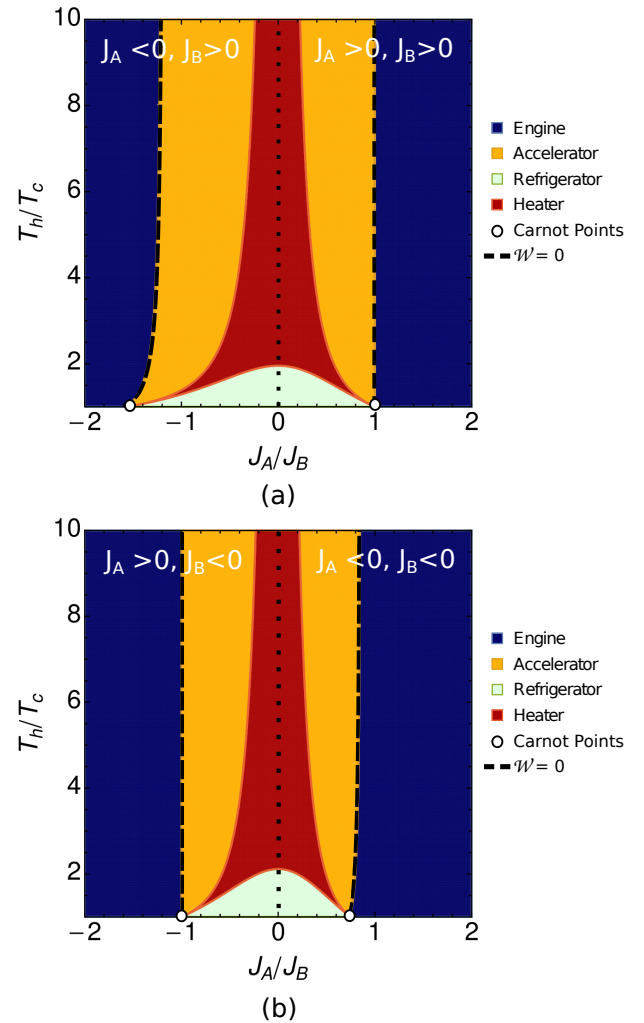 10
8
6
4
2
T_h/T_c
J_A <0, J_B>0
J_A >0, J_B>0
−2
−1
0
1
2
J_A/J_B
Engine
Accelerator
Refrigerator
Heater
Carnot Points
𝒲 = 0
(a)
10
8
6
4
2
T_h/T_c
J_A >0, J_B<0
J_A <0, J_B<0
−2
−1
0
1
2
J_A/J_B
Engine
Accelerator
Refrigerator
Heater
Carnot Points
𝒲 = 0
(b)